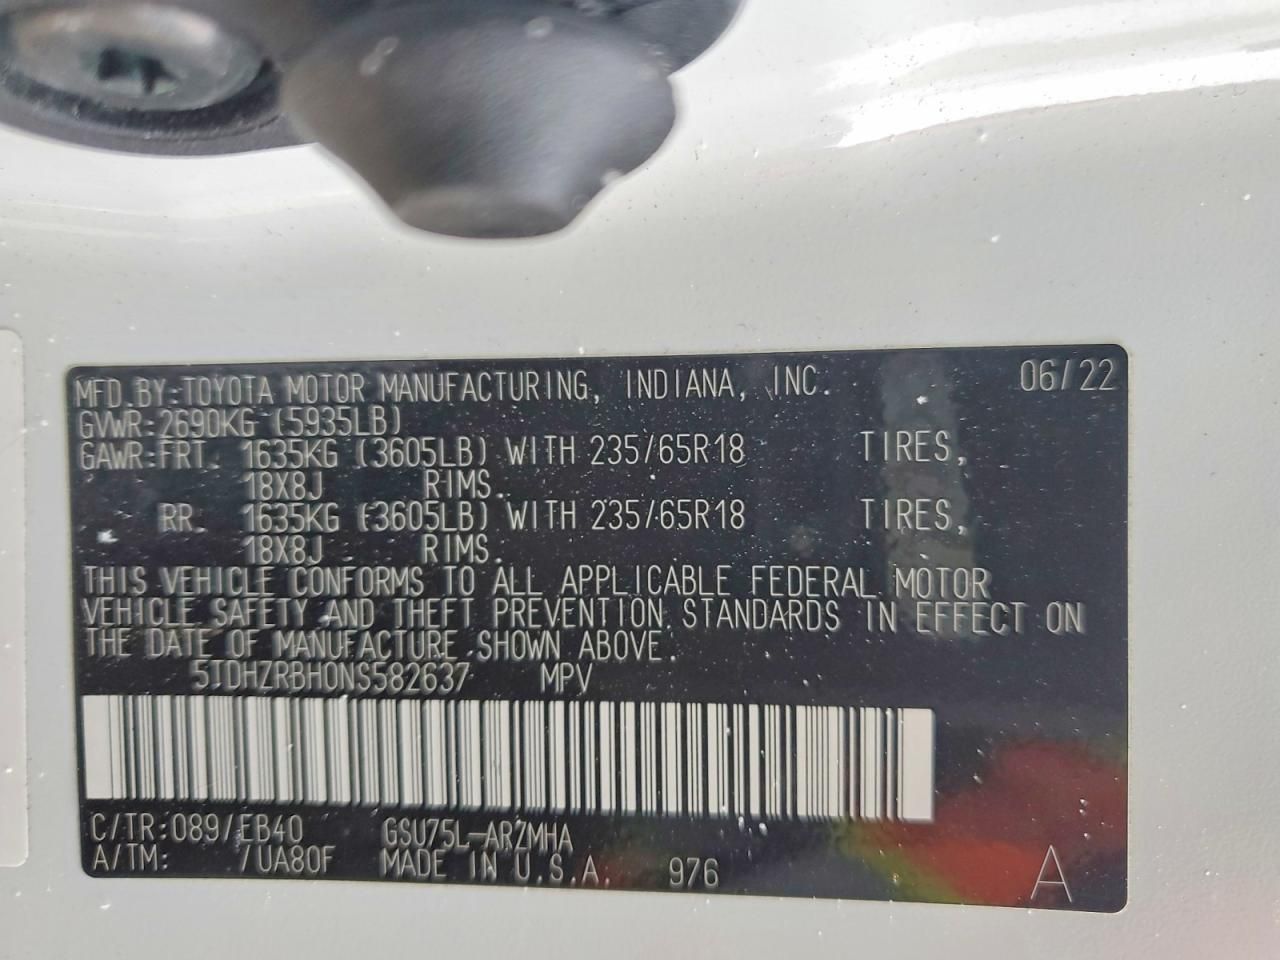 MFD.BY:TOYOTA MOTOR MANUFACTURING, INDIANA, INC. 06/22
GVWR:2690KG (5935LB)
GAWR:FRT. 1635KG (3605LB) WITH 235/65R18 TIRES,
18X8J RIMS.
RR. 1635KG (3605LB) WITH 235/65R18 TIRES,
18X8J RIMS.
THIS VEHICLE CONFORMS TO ALL APPLICABLE FEDERAL MOTOR
VEHICLE SAFETY AND THEFT PREVENTION STANDARDS IN EFFECT ON
THE DATE OF MANUFACTURE SHOWN ABOVE.
5TDHZRBH0NS582637 MPV
C/TR:089/EB40 GSU75L-ARZMHA
A/TM: /UA80F MADE IN U.S.A. 976 A